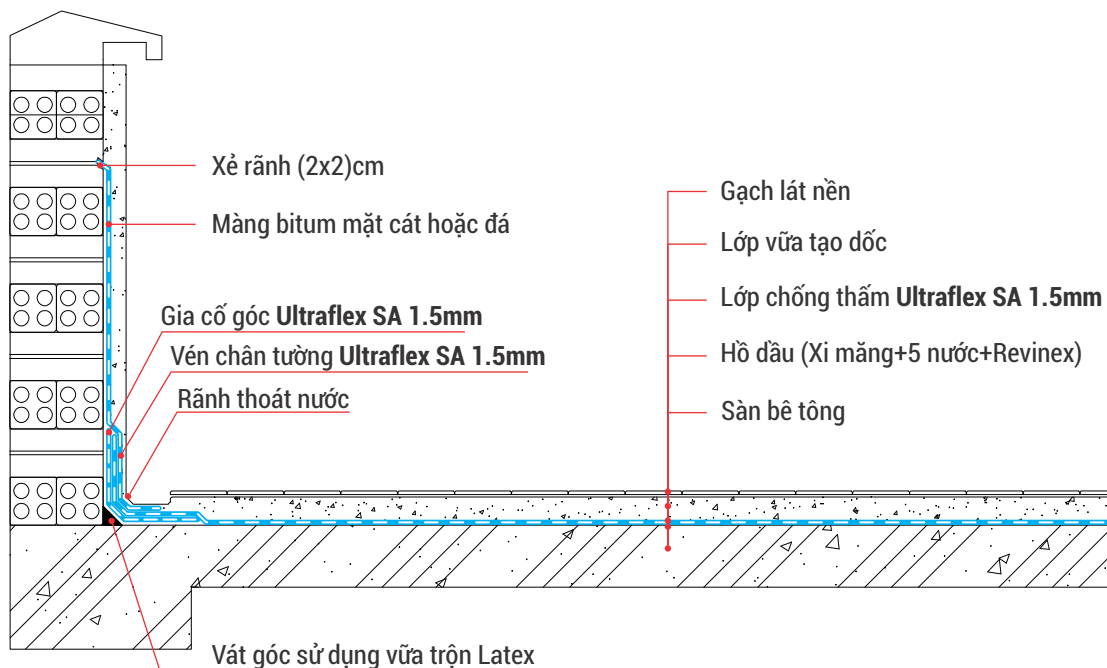 Xẻ rãnh (2x2)cm
Màng bitum mặt cát hoặc đá
Gia cố góc Ultraflex SA 1.5mm
Vén chân tường Ultraflex SA 1.5mm
Rãnh thoát nước
Gạch lát nền
Lớp vữa tạo dốc
Lớp chống thấm Ultraflex SA 1.5mm
Hồ dầu (Xi măng+5 nước+Revinex)
Sàn bê tông
Vát góc sử dụng vữa trộn Latex